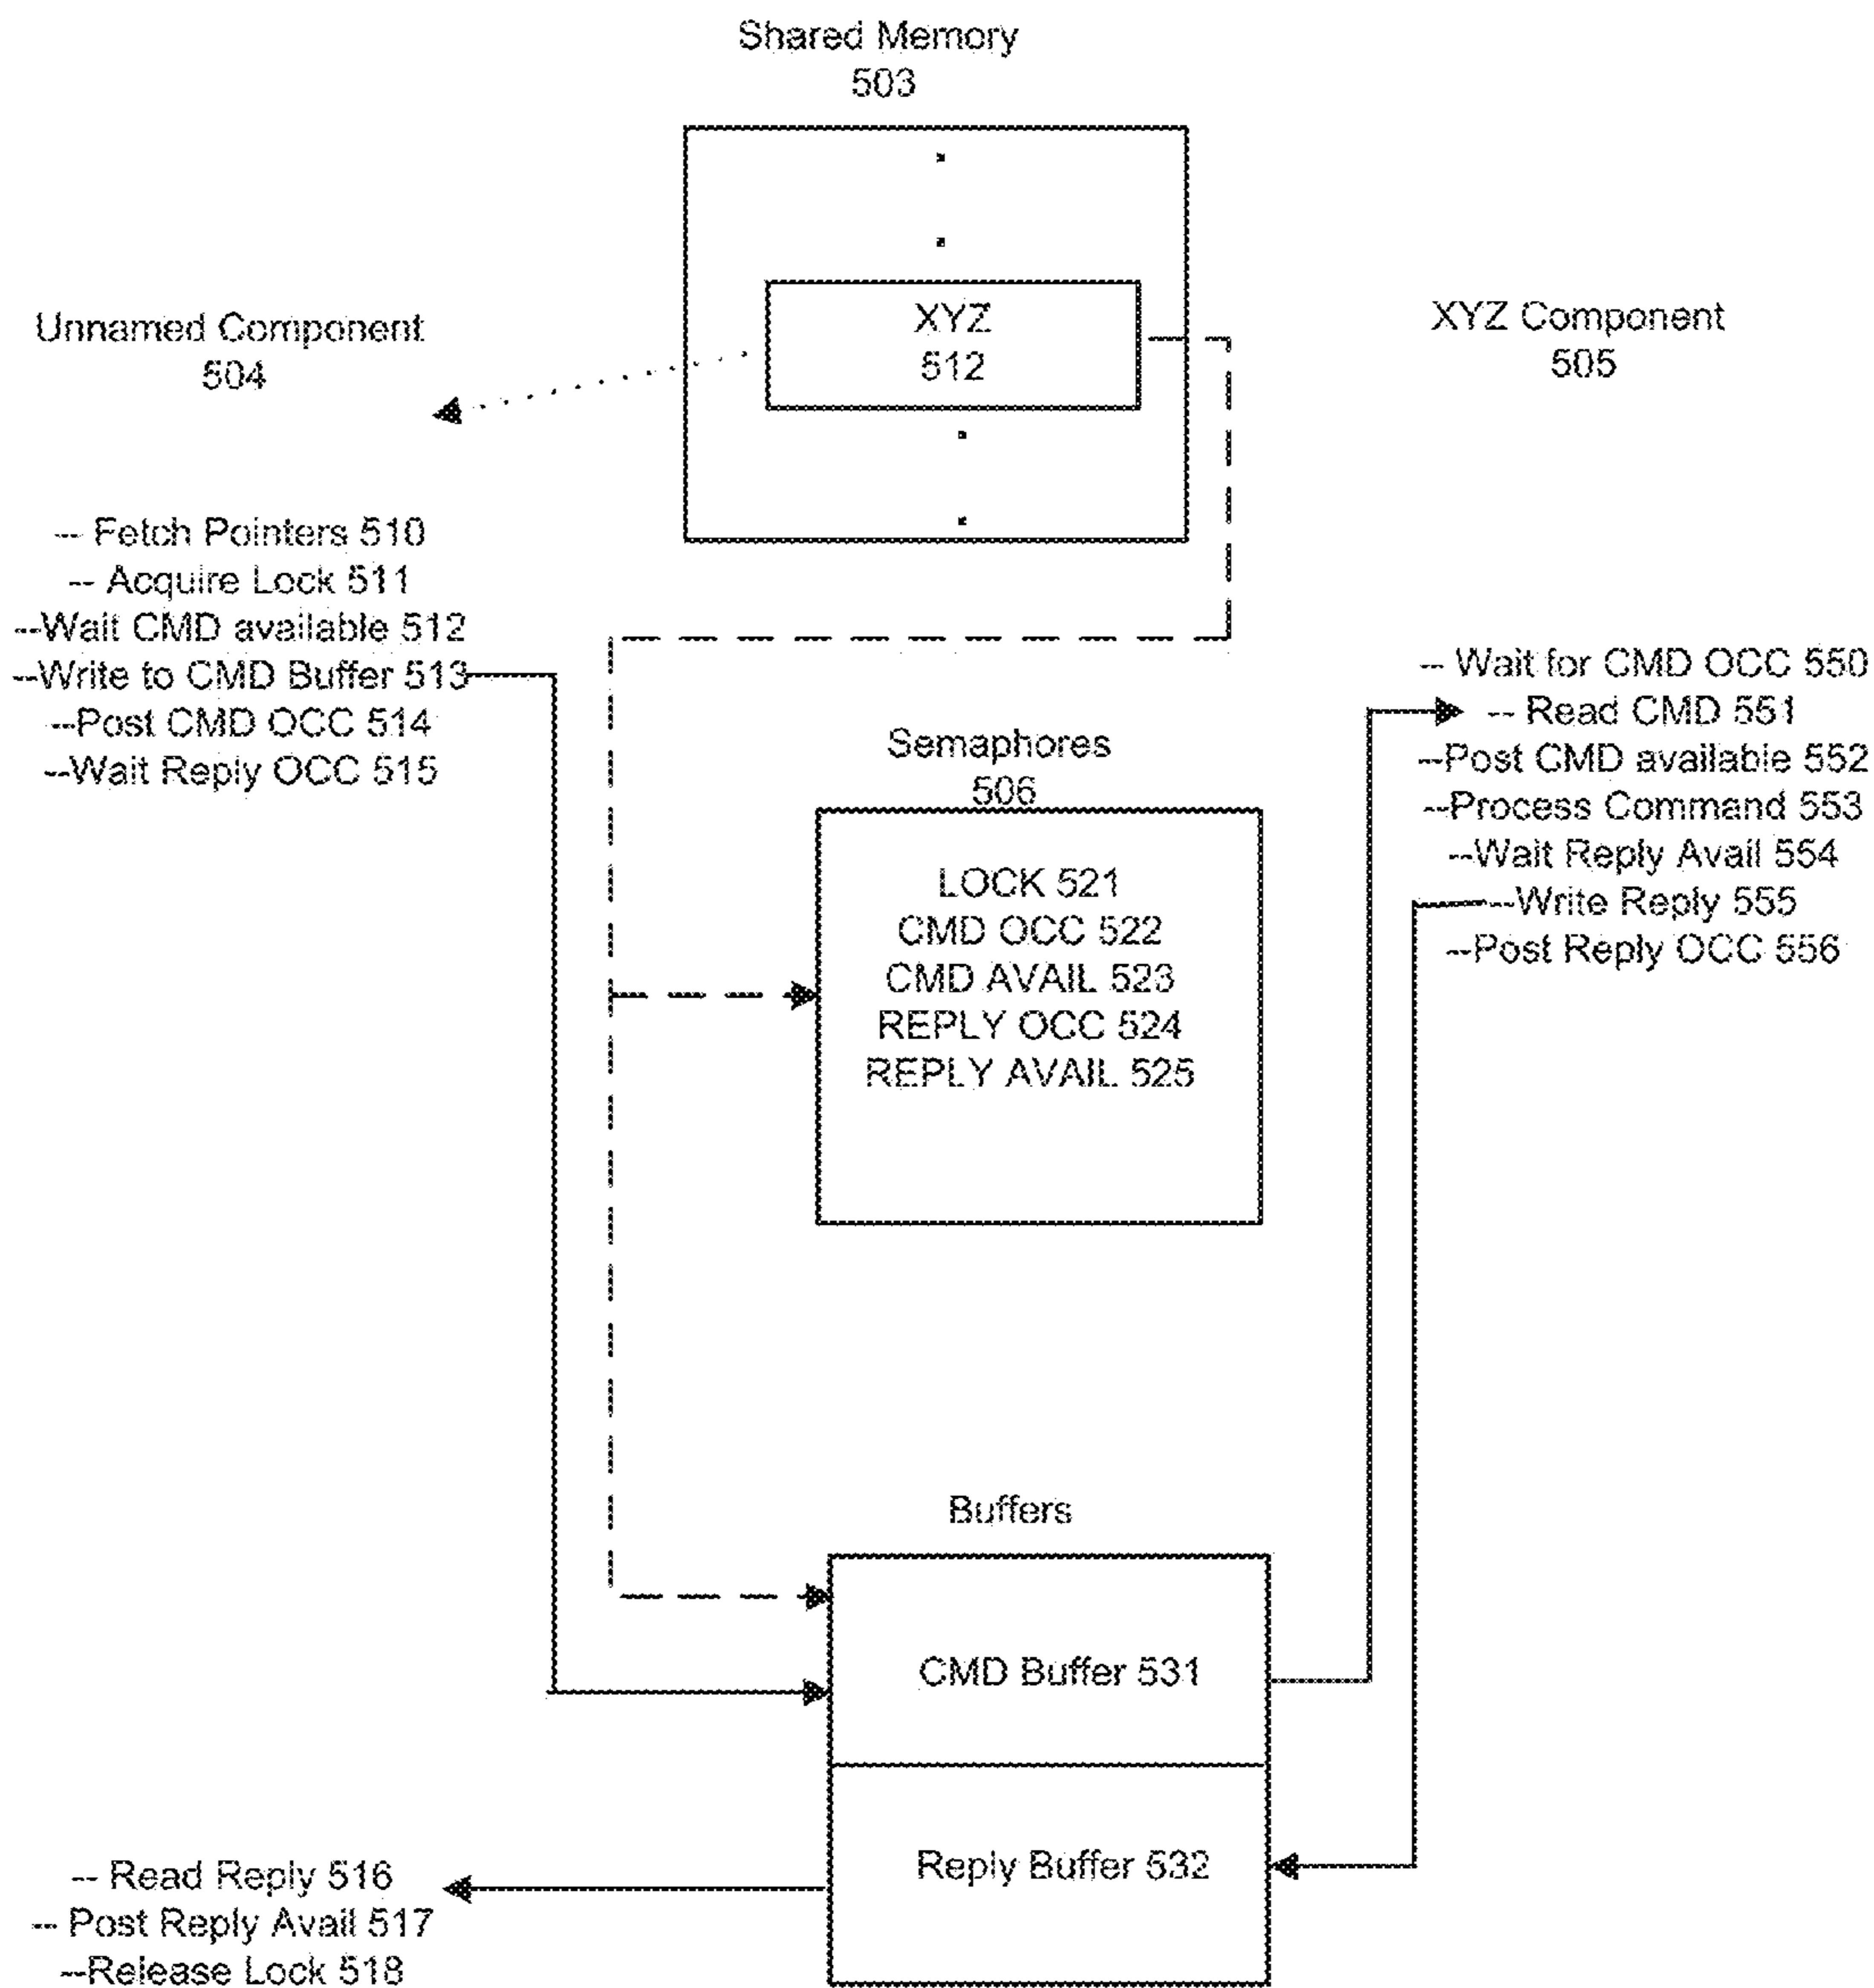 Shared Memory
503
XYZ
512
Unnamed Component
504
XYZ Component
505
-- Fetch Pointers 510
-- Acquire Lock 511
--Wait CMD available 512
--Write to CMD Buffer 513
--Post CMD OCC 514
--Wait Reply OCC 515
-- Wait for CMD OCC 550
-- Read CMD 551
--Post CMD available 552
--Process Command 553
--Wait Reply Avail 554
--Write Reply 555
--Post Reply OCC 556
Semaphores
506
LOCK 521
CMD OCC 522
CMD AVAIL 523
REPLY OCC 524
REPLY AVAIL 525
Buffers
CMD Buffer 531
Reply Buffer 532
-- Read Reply 516
-- Post Reply Avail 517
--Release Lock 518